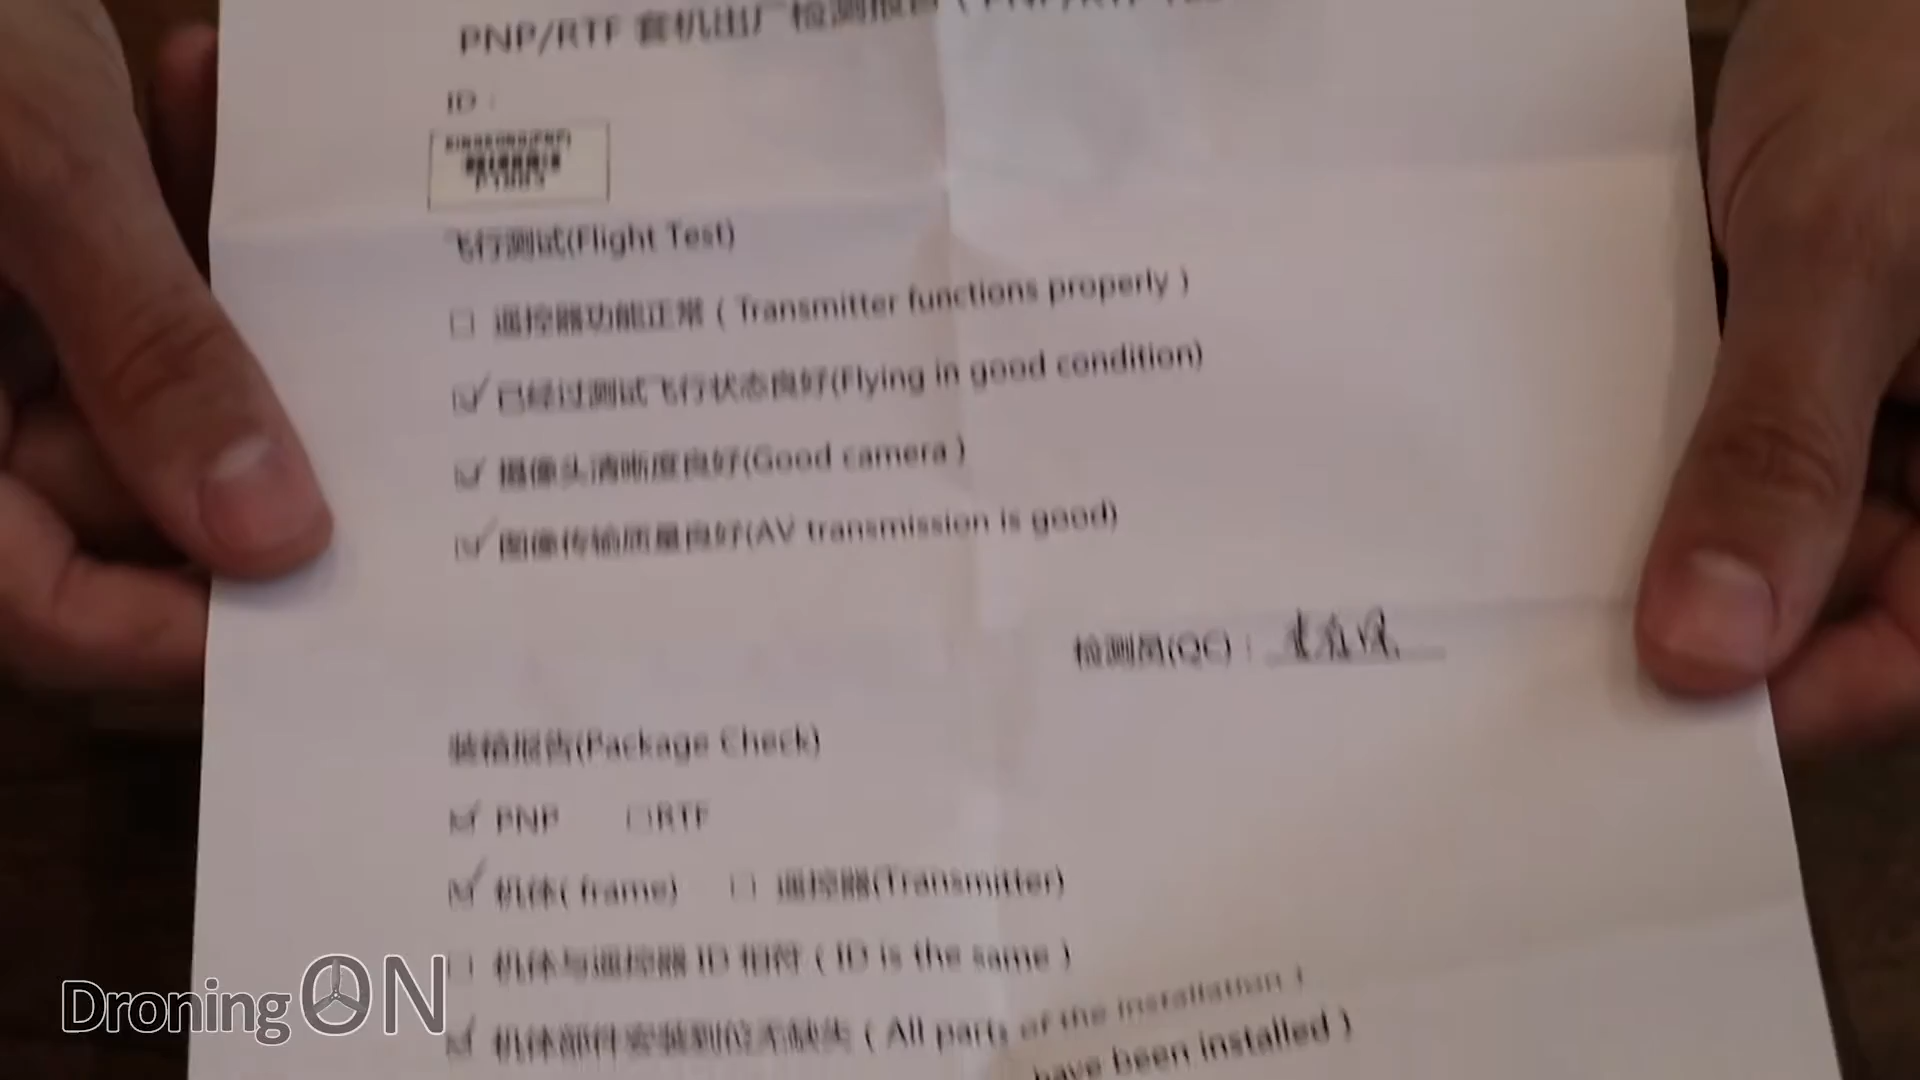 PNP/RTF 套机出厂检测报告 ( PNP/RTF
ID :
飞行测试(Flight Test)
□ 遥控器功能正常 ( Transmitter functions properly )
☑ 已经过测试飞行状态良好(Flying in good condition)
☑ 摄像头清晰度良好(Good camera )
☑ 图像传输质量良好(AV transmission is good)
检测员(QC) :
装箱报告(Package Check)
☑ PNP □RTF
☑ 机体( frame) □ 遥控器(Transmitter)
□ 机体与遥控器 ID 相符 ( ID is the same )
☑ 机体部件安装到位无缺失 ( All parts of the installation )
have been installed )
DroningON